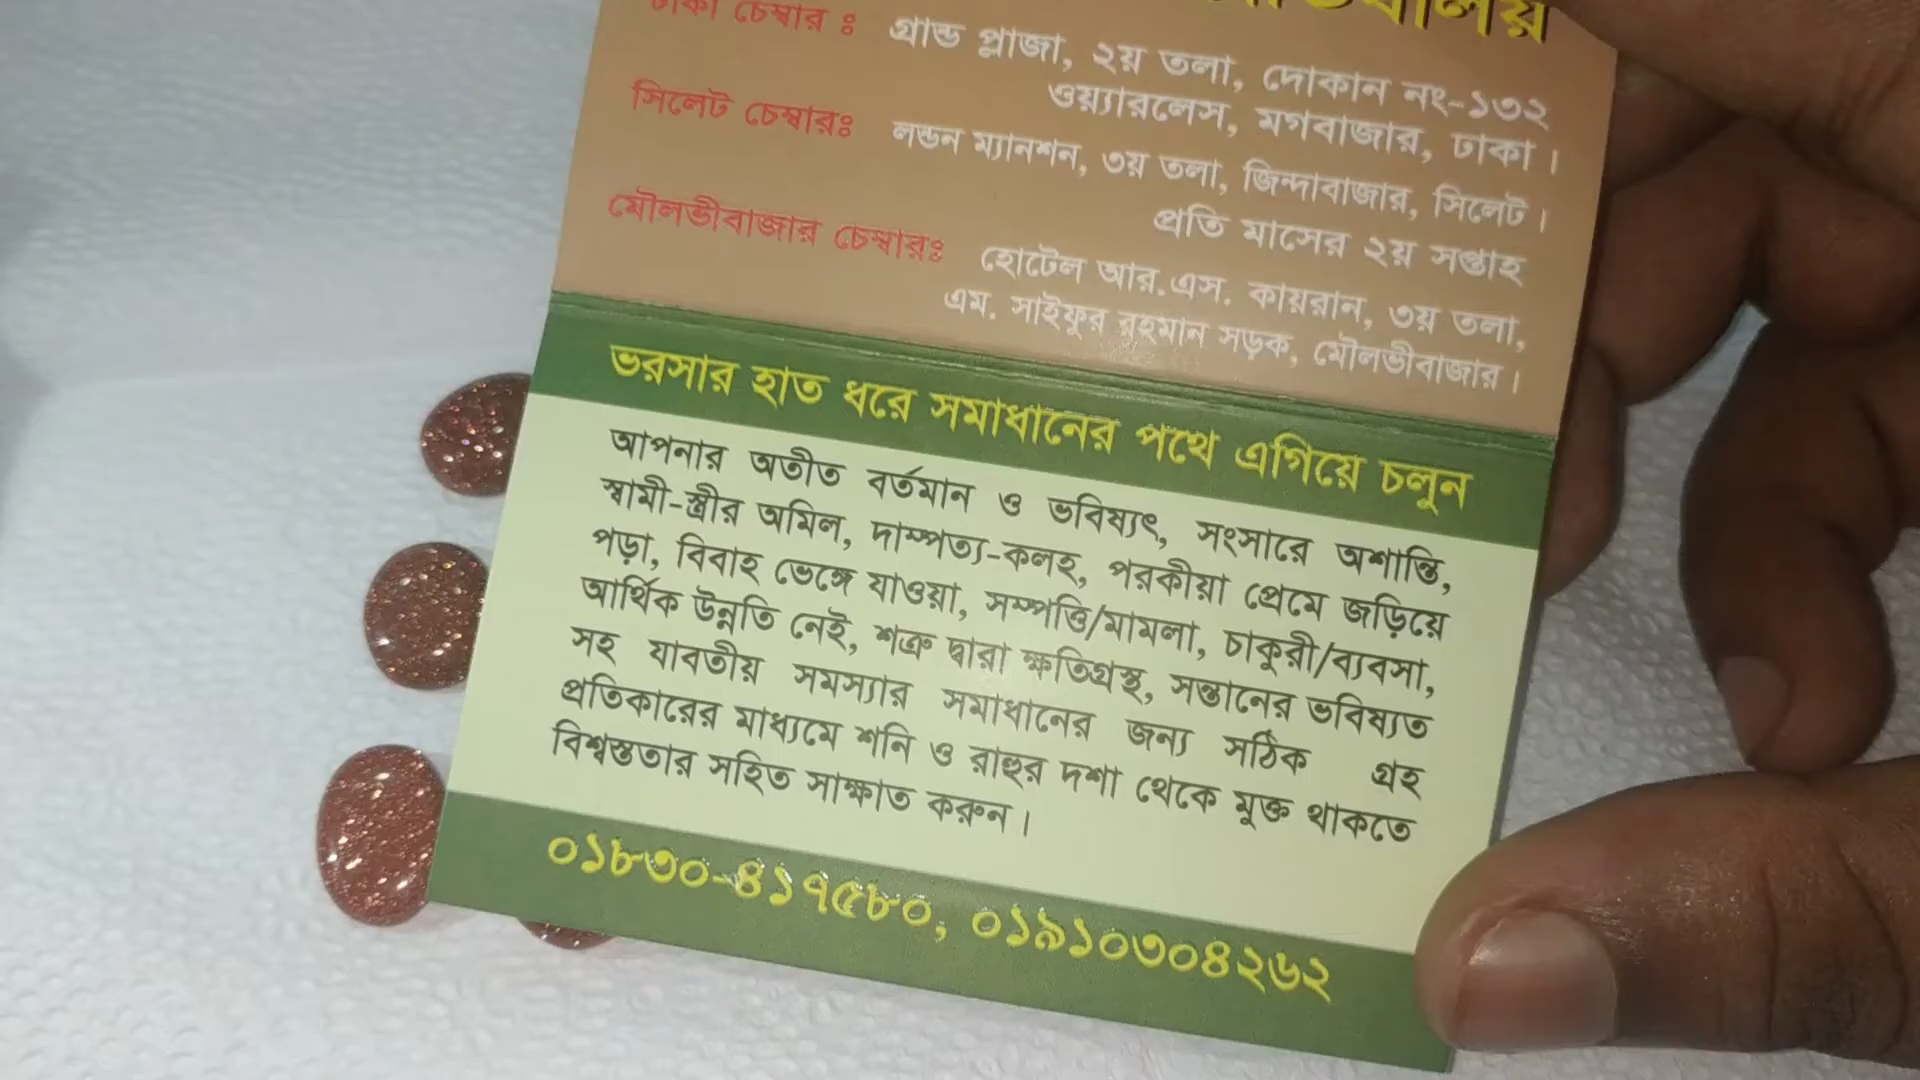 ঢাকা চেম্বার ঃ গ্রান্ড প্লাজা, ২য় তলা, দোকান নং-১৩২
ওয়্যারলেস, মগবাজার, ঢাকা।
সিলেট চেম্বারঃ লন্ডন ম্যানশন, ৩য় তলা, জিন্দাবাজার, সিলেট।
প্রতি মাসের ২য় সপ্তাহ
মৌলভীবাজার চেম্বারঃ হোটেল আর.এস. কায়রান, ৩য় তলা,
এম. সাইফুর রহমান সড়ক, মৌলভীবাজার।
ভরসার হাত ধরে সমাধানের পথে এগিয়ে চলুন
আপনার অতীত বর্তমান ও ভবিষ্যৎ, সংসারে অশান্তি,
স্বামী-স্ত্রীর অমিল, দাম্পত্য-কলহ, পরকীয়া প্রেমে জড়িয়ে
পড়া, বিবাহ ভেঙ্গে যাওয়া, সম্পত্তি/মামলা, চাকুরী/ব্যবসা,
আর্থিক উন্নতি নেই, শত্রু দ্বারা ক্ষতিগ্রস্থ, সন্তানের ভবিষ্যত
সহ যাবতীয় সমস্যার সমাধানের জন্য সঠিক গ্রহ
প্রতিকারের মাধ্যমে শনি ও রাহুর দশা থেকে মুক্ত থাকতে
বিশ্বস্ততার সহিত সাক্ষাত করুন।
০১৮৩০-৪১৭৫৮০, ০১৯১০৩০৪২৬২